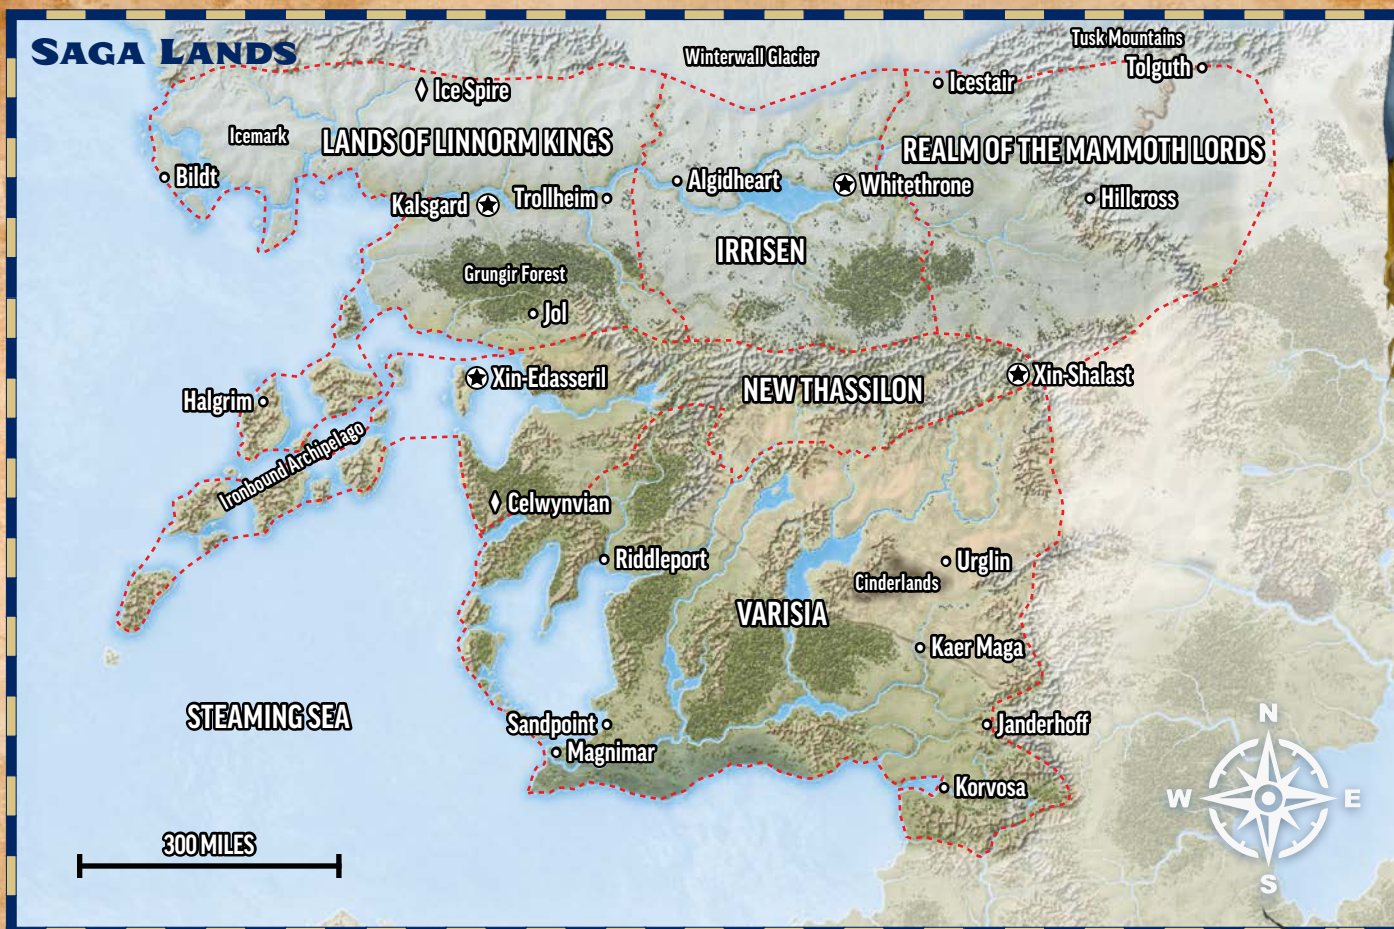 SAGA LANDS
Winterwall Glacier
Tusk Mountains
Tolguth
Ice Spire
Icestair
Icemark
LANDS OF LINNORM KINGS
REALM OF THE MAMMOTH LORDS
Bildt
Algidheart
Whitethrone
Kalsgard
Trollheim
Hillcross
IRRISEN
Grungir Forest
Jol
Xin-Edasseril
NEW THASSILON
Xin-Shalast
Halgrim
Ironbound Archipelago
Celwynvian
Riddleport
Urglin
Cinderlands
VARISIA
Kaer Maga
STEAMING SEA
Sandpoint
Janderhoff
Magnimar
Korvosa
300 MILES
N
W
E
S